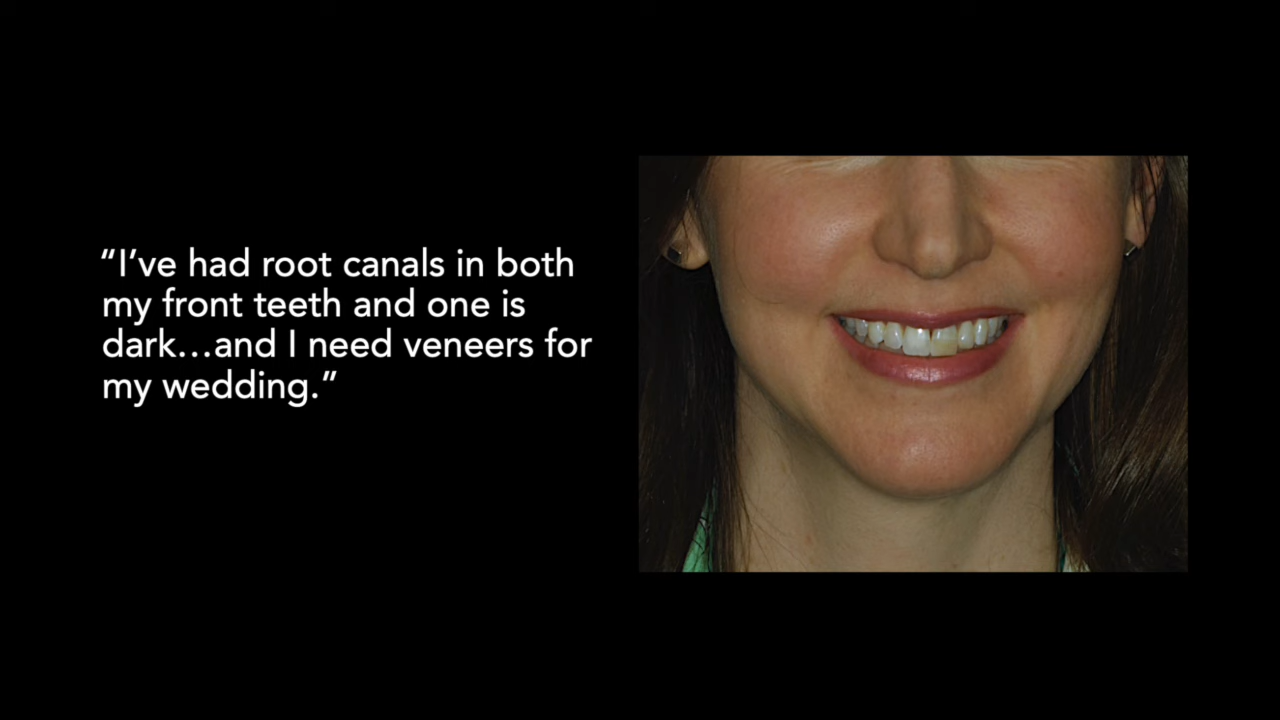 “I’ve had root canals in both
my front teeth and one is
dark…and I need veneers for
my wedding.”